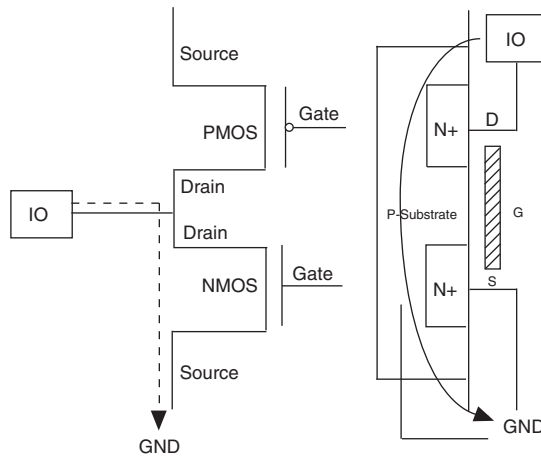 Source
PMOS
Gate
Drain
IO
Drain
NMOS
Gate
Source
GND
IO
N+
D
P-Substrate
G
N+
S
GND